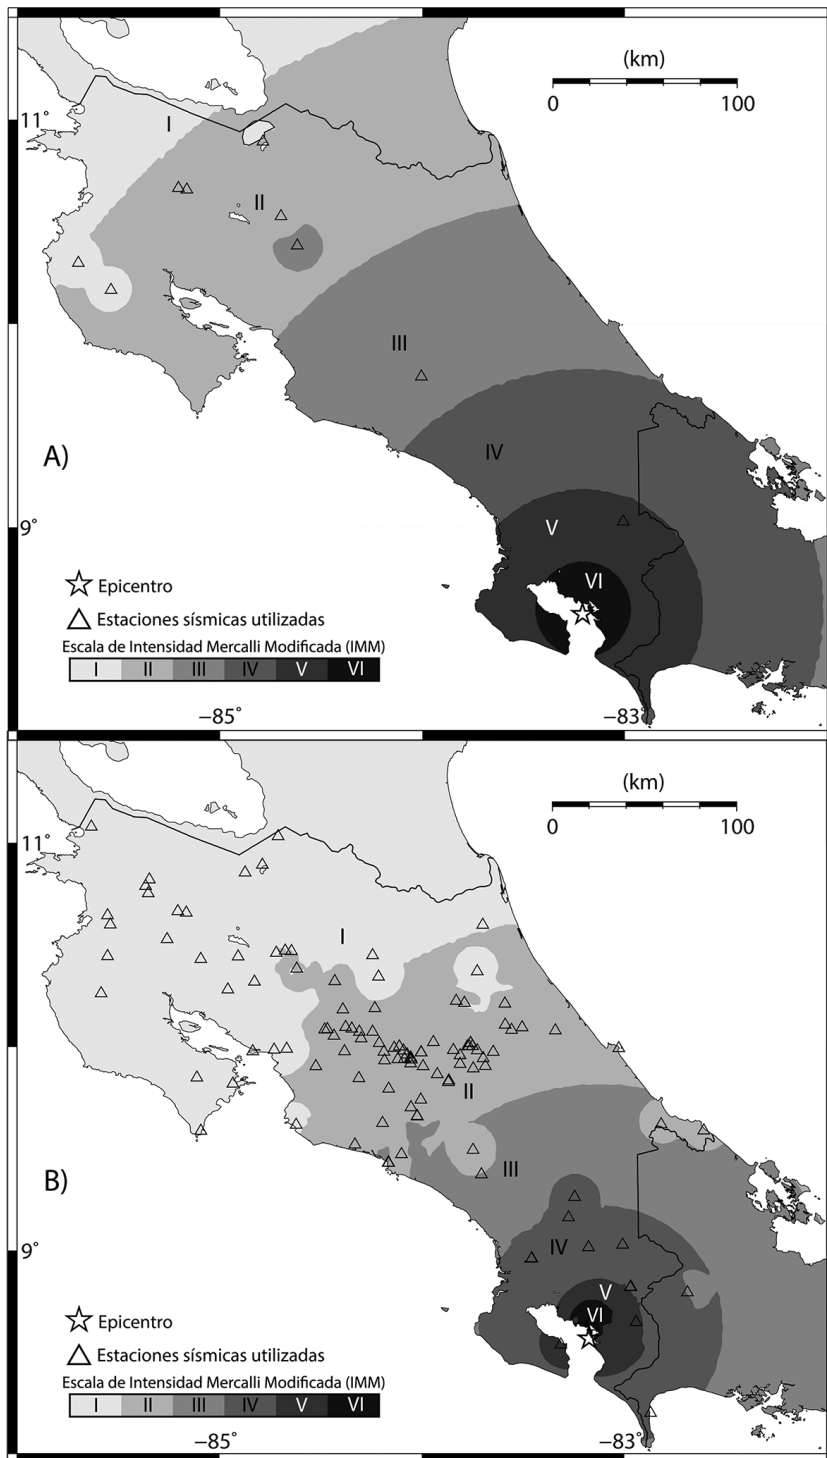 (km)
0 100
11°
I
II
III
A)
IV
9°
V
VI
Epicentro
Estaciones sísmicas utilizadas
Escala de Intensidad Mercalli Modificada (IMM)
I II III IV V VI
−85° −83°
(km)
0 100
11°
I
II
III
B)
9°
IV
V
VI
Epicentro
Estaciones sísmicas utilizadas
Escala de Intensidad Mercalli Modificada (IMM)
I II III IV V VI
−85° −83°